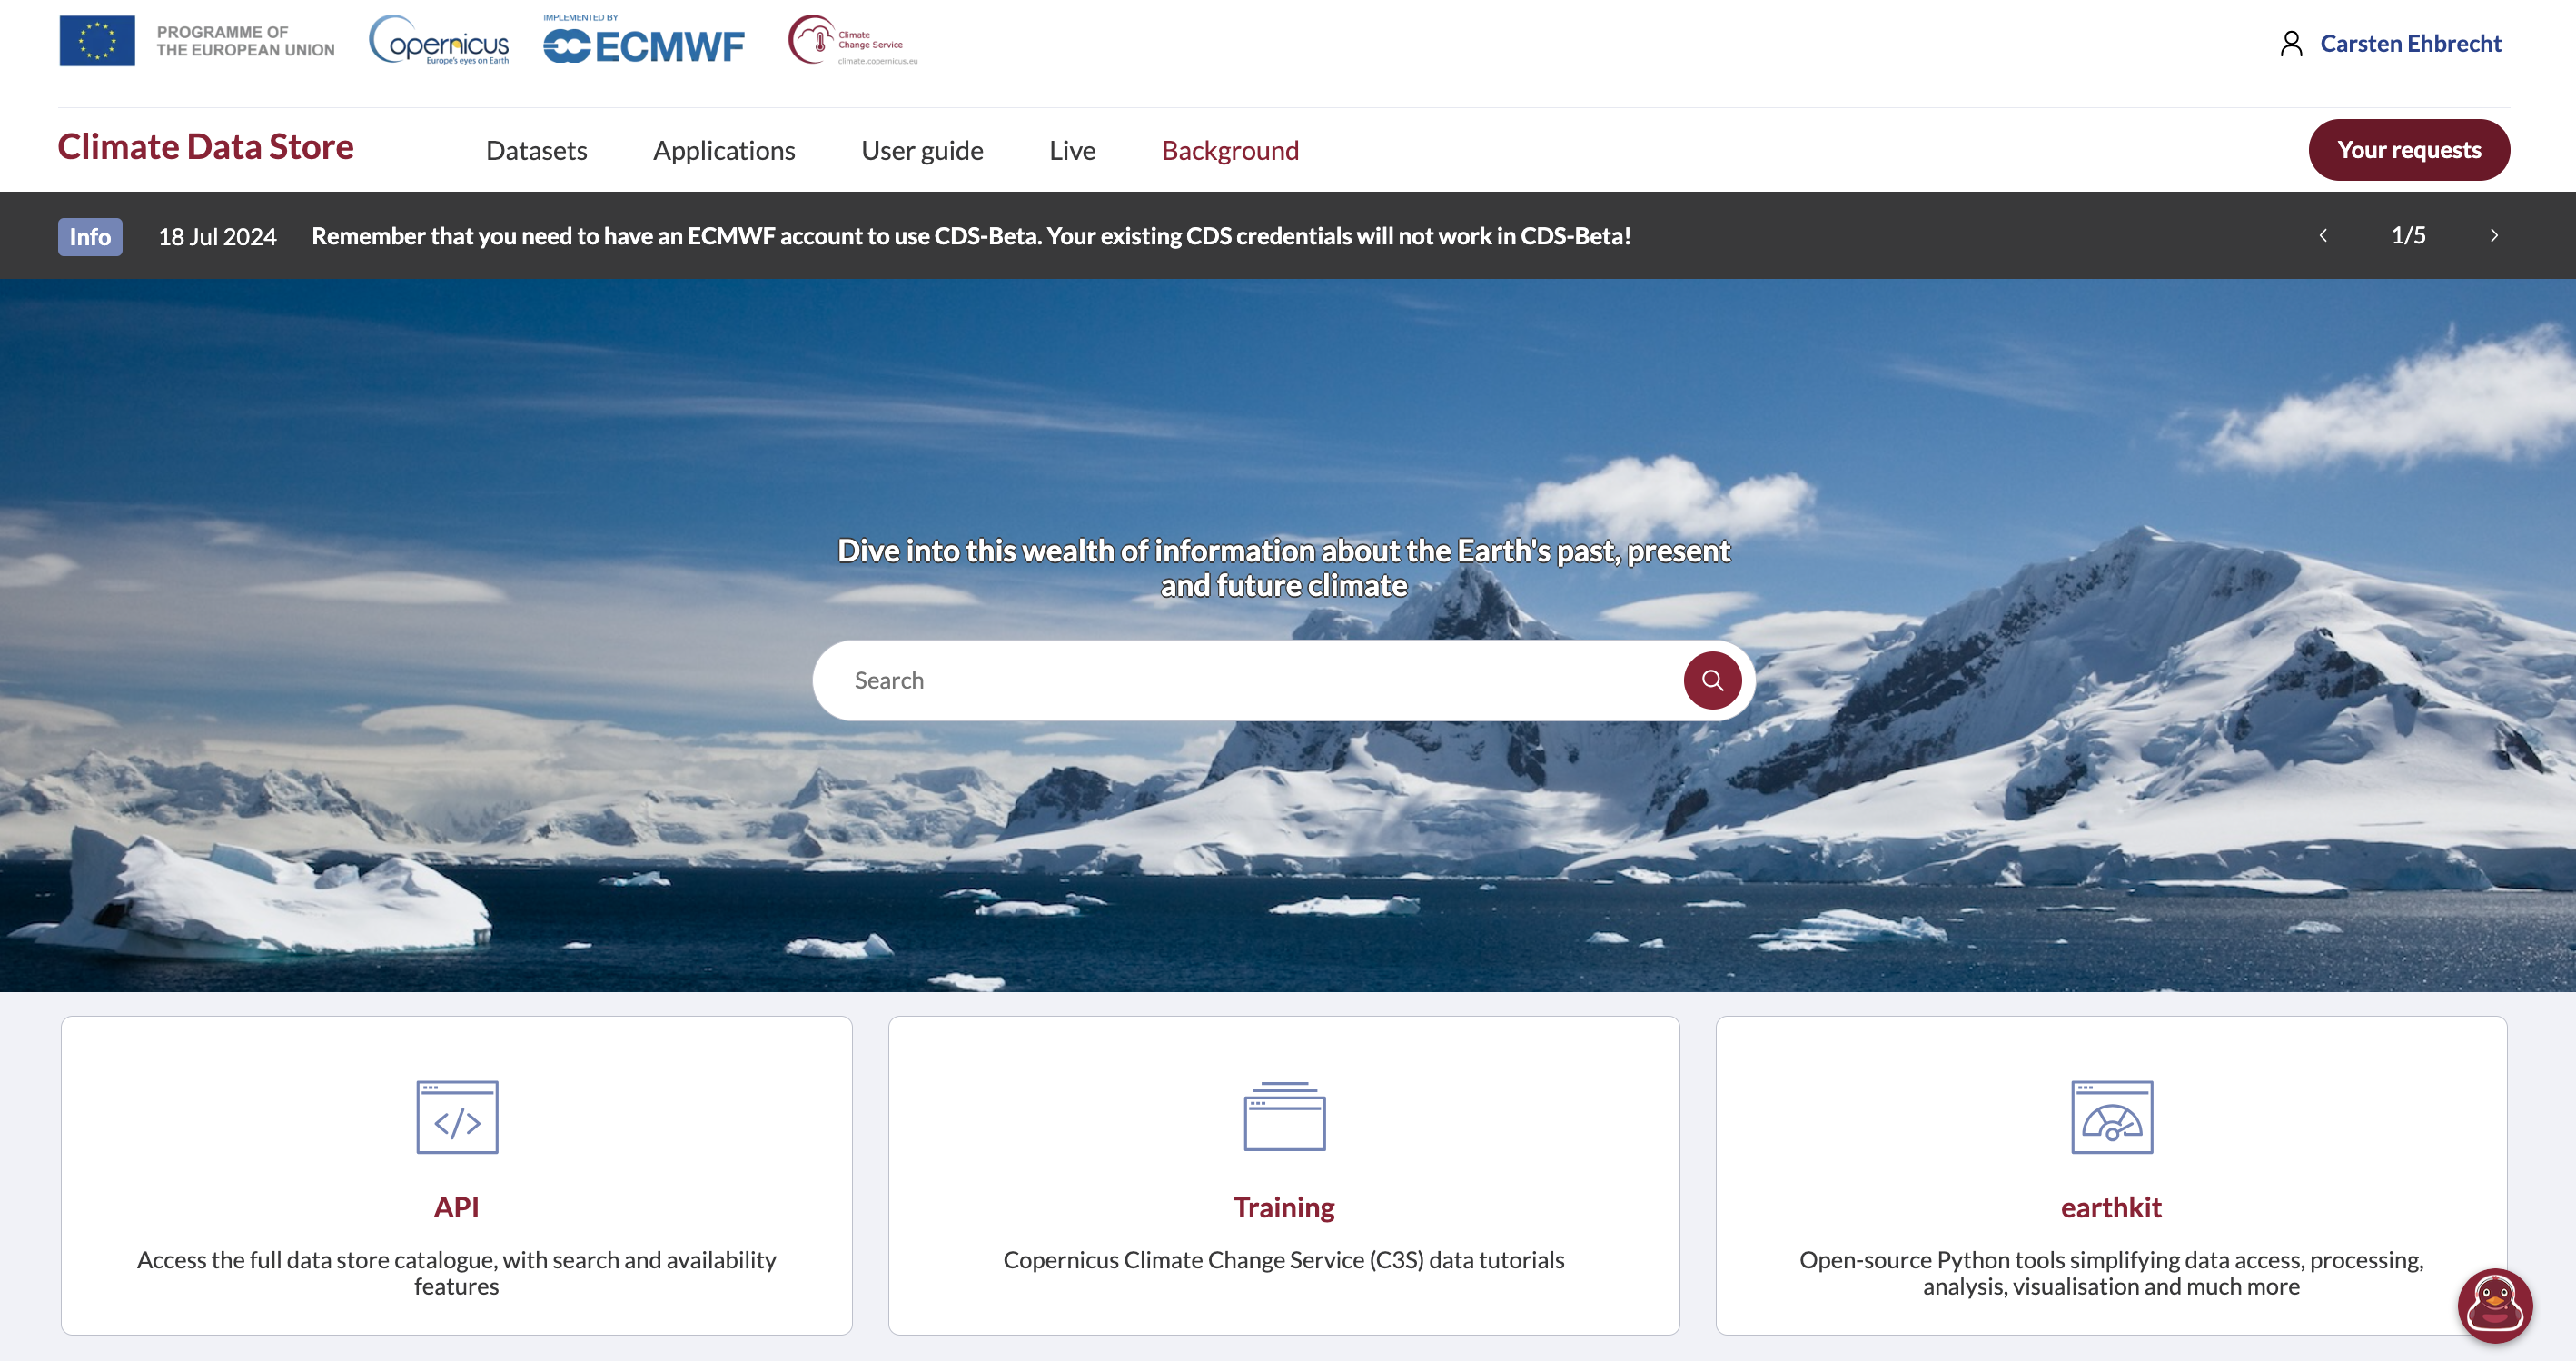 PROGRAMME OF
THE EUROPEAN UNION
opernicus
Europe's eyes on Earth
IMPLEMENTED BY
ECMWF
Climate
Change Service
climate.copernicus.eu
Carsten Ehbrecht
Climate Data Store
Datasets
Applications
User guide
Live
Background
Your requests
Info
18 Jul 2024
Remember that you need to have an ECMWF account to use CDS-Beta. Your existing CDS credentials will not work in CDS-Beta!
1/5
Dive into this wealth of information about the Earth's past, present
and future climate
Search
API
Access the full data store catalogue, with search and availability
features
Training
Copernicus Climate Change Service (C3S) data tutorials
earthkit
Open-source Python tools simplifying data access, processing,
analysis, visualisation and much more